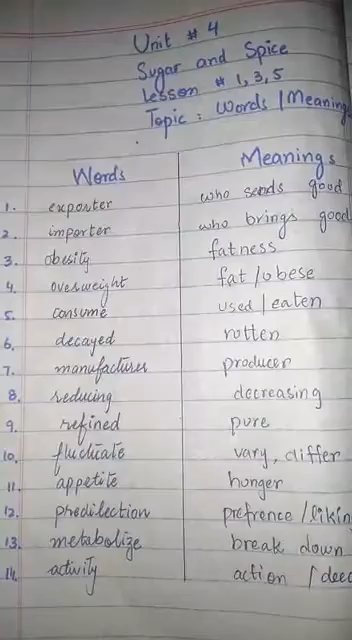 Unit # 4
Sugar and Spice
Lesson # 1, 3, 5
Topic : Words / Meaning
Words Meanings
1. exporter who sends good
2. importer who brings good
3. obesity fatness
4. overweight fat / obese
5. consume used / eaten
6. decayed rotten
7. manufacturer producer
8. reducing decreasing
9. refined pure
10. fluctuate vary, differ
11. appetite hunger
12. predilection prefrence / likin
13. metabolize break down
14. activity action / deed